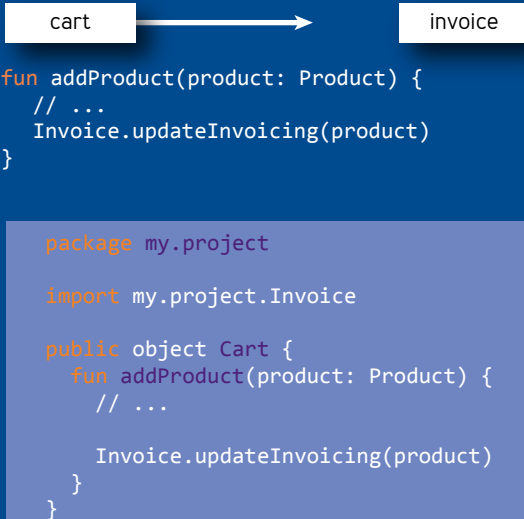 cart
invoice
fun addProduct(product: Product) {
// ...
Invoice.updateInvoicing(product)
}
package my.project
import my.project.Invoice
public object Cart {
fun addProduct(product: Product) {
// ...
Invoice.updateInvoicing(product)
}
}